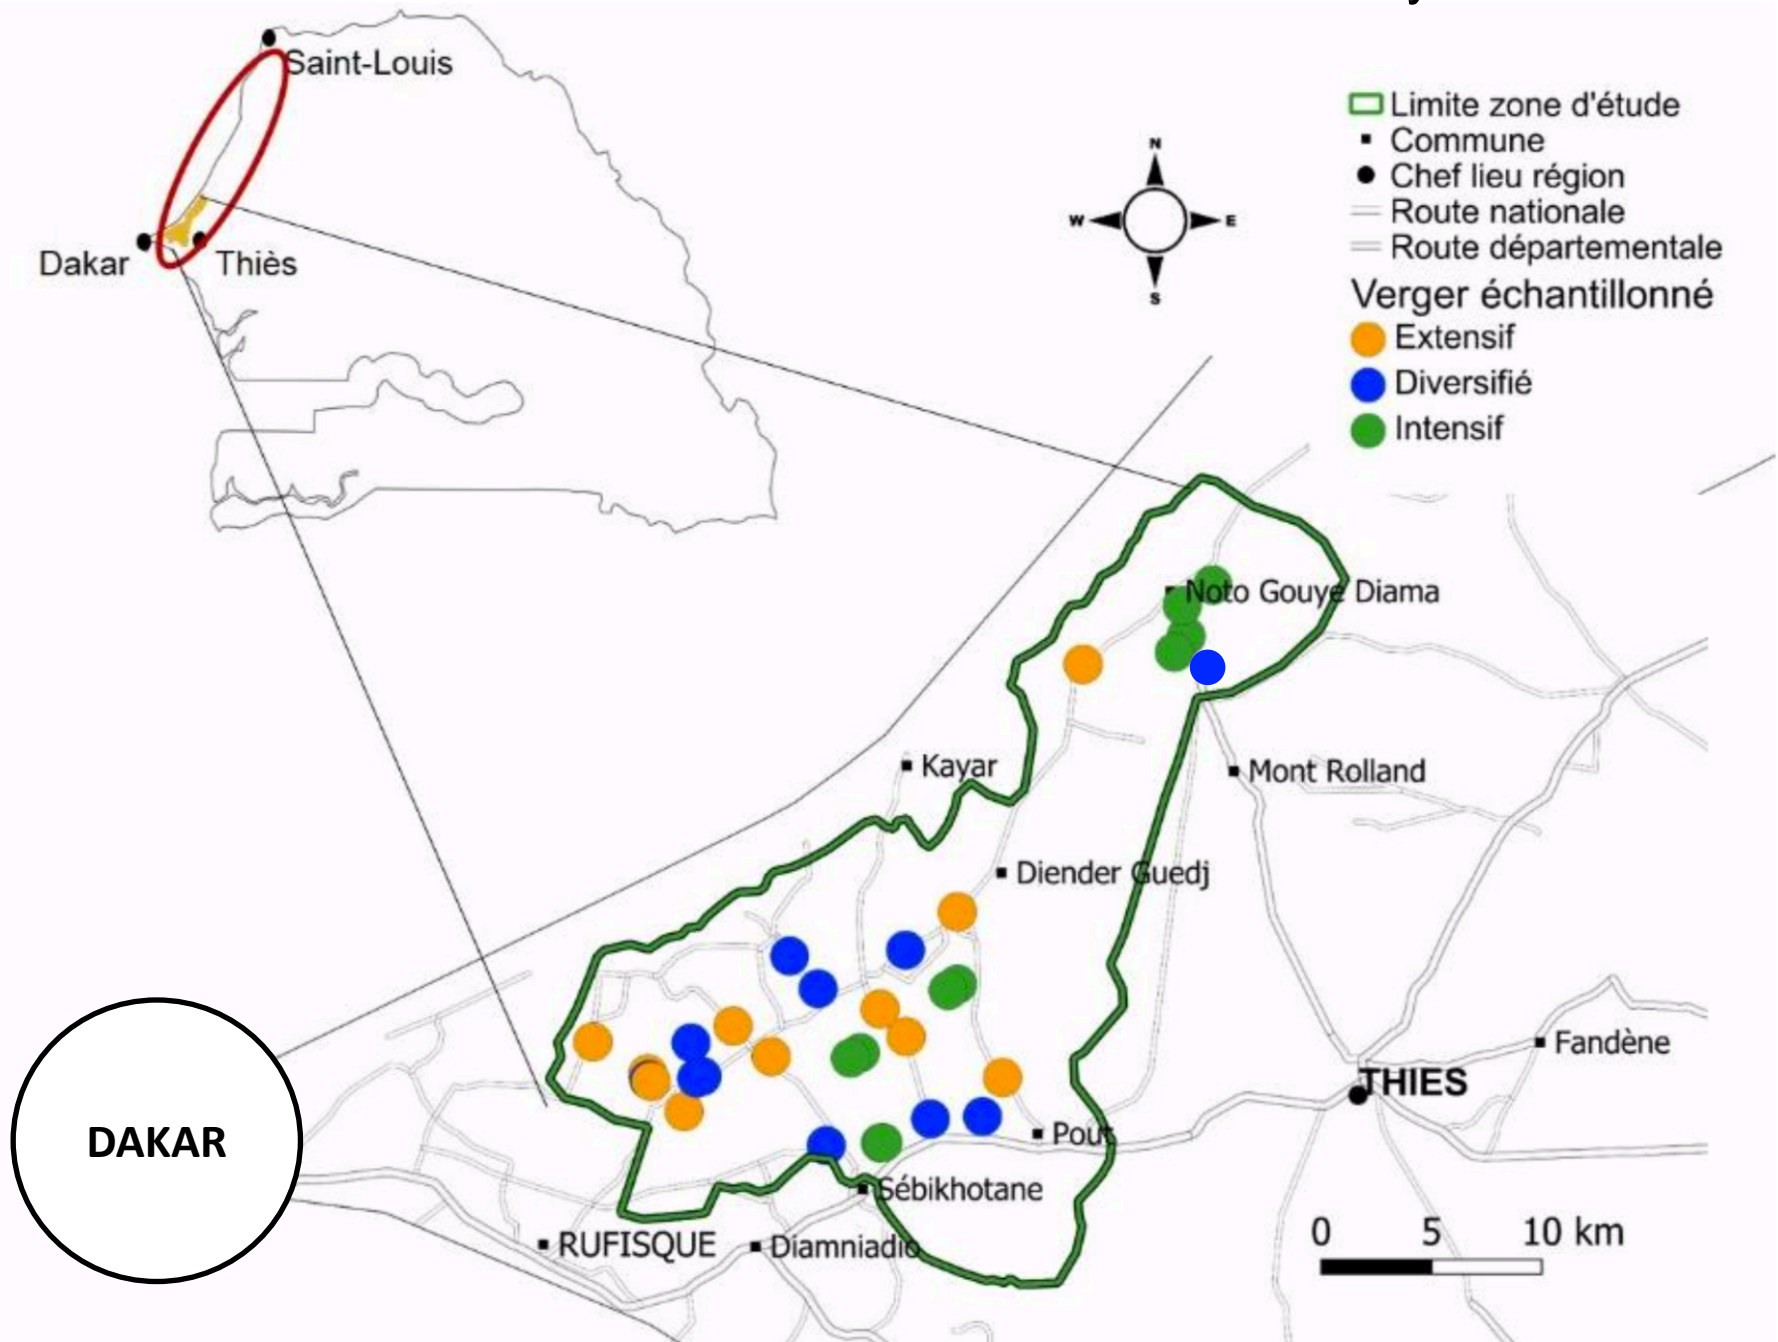 Saint-Louis
Dakar
Thiès
N
W
E
S
Limite zone d'étude
Commune
Chef lieu région
Route nationale
Route départementale
Verger échantillonné
Extensif
Diversifié
Intensif
Noto Gouye Diama
Kayar
Mont Rolland
Diender Guedj
Fandène
THIES
DAKAR
Pout
Sébikhotane
RUFISQUE
Diamniadio
0 5 10 km